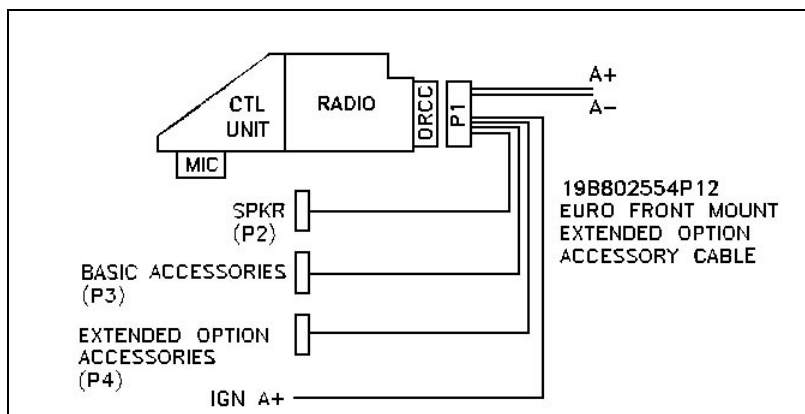 CTL
UNIT
RADIO
ORCC
P1
A+
A-
MIC
19B802554P12
EURO FRONT MOUNT
EXTENDED OPTION
ACCESSORY CABLE
SPKR
(P2)
BASIC ACCESSORIES
(P3)
EXTENDED OPTION
ACCESSORIES
(P4)
IGN A+